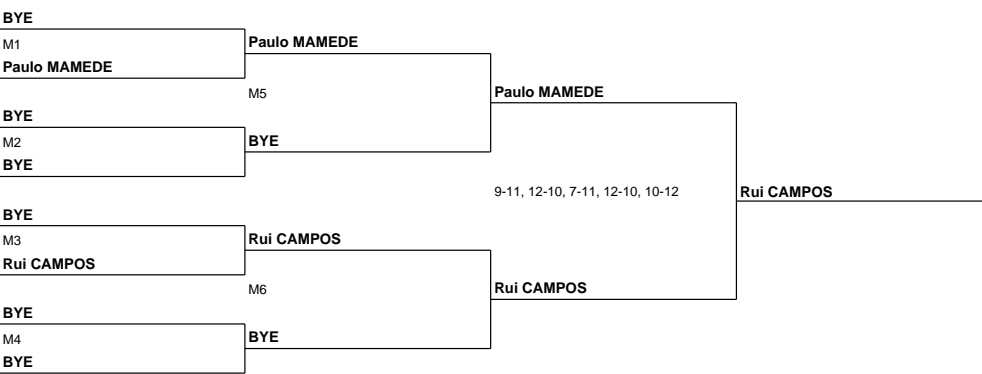 BYE
M1
Paulo MAMEDE
Paulo MAMEDE
M5
BYE
M2
BYE
BYE
Paulo MAMEDE
9-11, 12-10, 7-11, 12-10, 10-12
Rui CAMPOS
BYE
M3
Rui CAMPOS
Rui CAMPOS
M6
Rui CAMPOS
BYE
M4
BYE
BYE